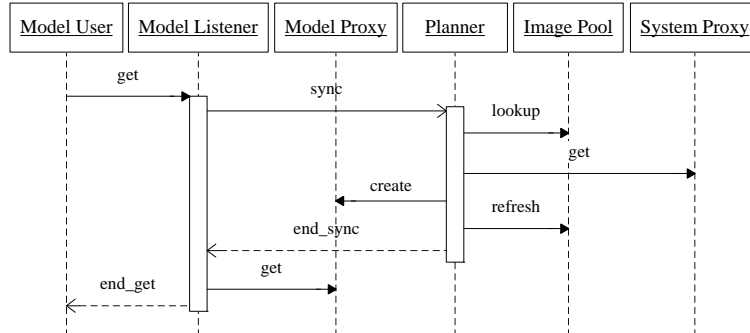 Model User
Model Listener
Model Proxy
Planner
Image Pool
System Proxy
get
sync
lookup
get
create
refresh
end_sync
get
end_get